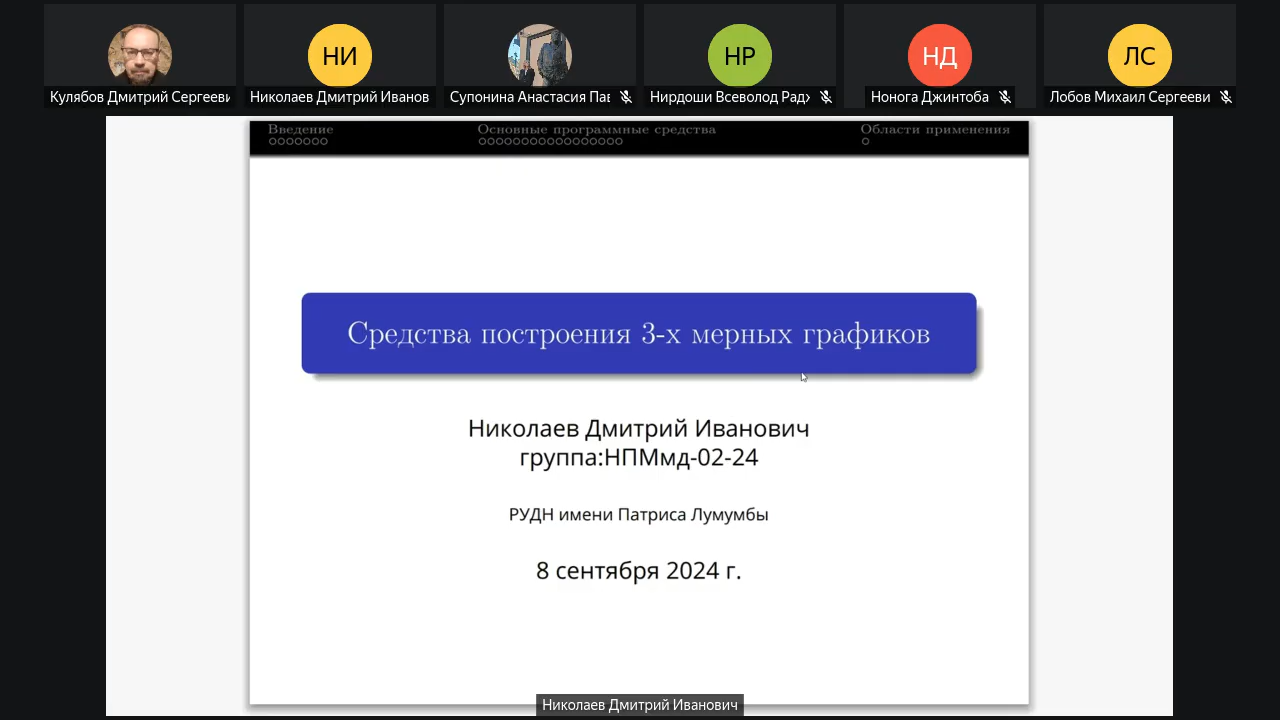 НИ
НР
НД
ЛС
Кулябов Дмитрий Сергееви
Николаев Дмитрий Иванов
Супонина Анастасия Пав
Нирдоши Всеволод Радж
Нонога Джинтоба
Лобов Михаил Сергееви
Введение
Основные программные средства
Области применения
Средства построения 3-х мерных графиков
Николаев Дмитрий Иванович
группа:НПМмд-02-24
РУДН имени Патриса Лумумбы
8 сентября 2024 г.
Николаев Дмитрий Иванович